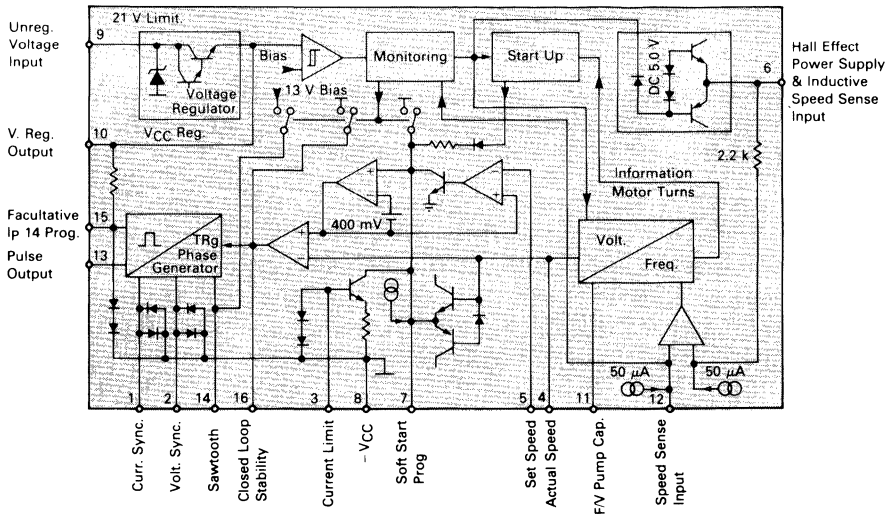 21 V Limit.
Unreg.
Voltage
Input
9
Bias
Monitoring
Start Up
DC 5.0 V
6
Hall Effect
Power Supply
& Inductive
Speed Sense
Input
Voltage
Regulator
13 V Bias
V. Reg.
Output
10
VCC Reg.
2.2 k
Information
Motor Turns
Facultative
Ip 14 Prog.
15
400 mV
+
−
−
+
+
−
Pulse
Output
13
TRg
Phase
Generator
Volt.
Freq.
50 μA
50 μA
1
2
14
16
3
8
7
5
4
11
12
Curr. Sync.
Volt. Sync.
Sawtooth
Closed Loop
Stability
Current Limit
− VCC
Soft Start
Prog
Set Speed
Actual Speed
F/V Pump Cap.
Speed Sense
Input